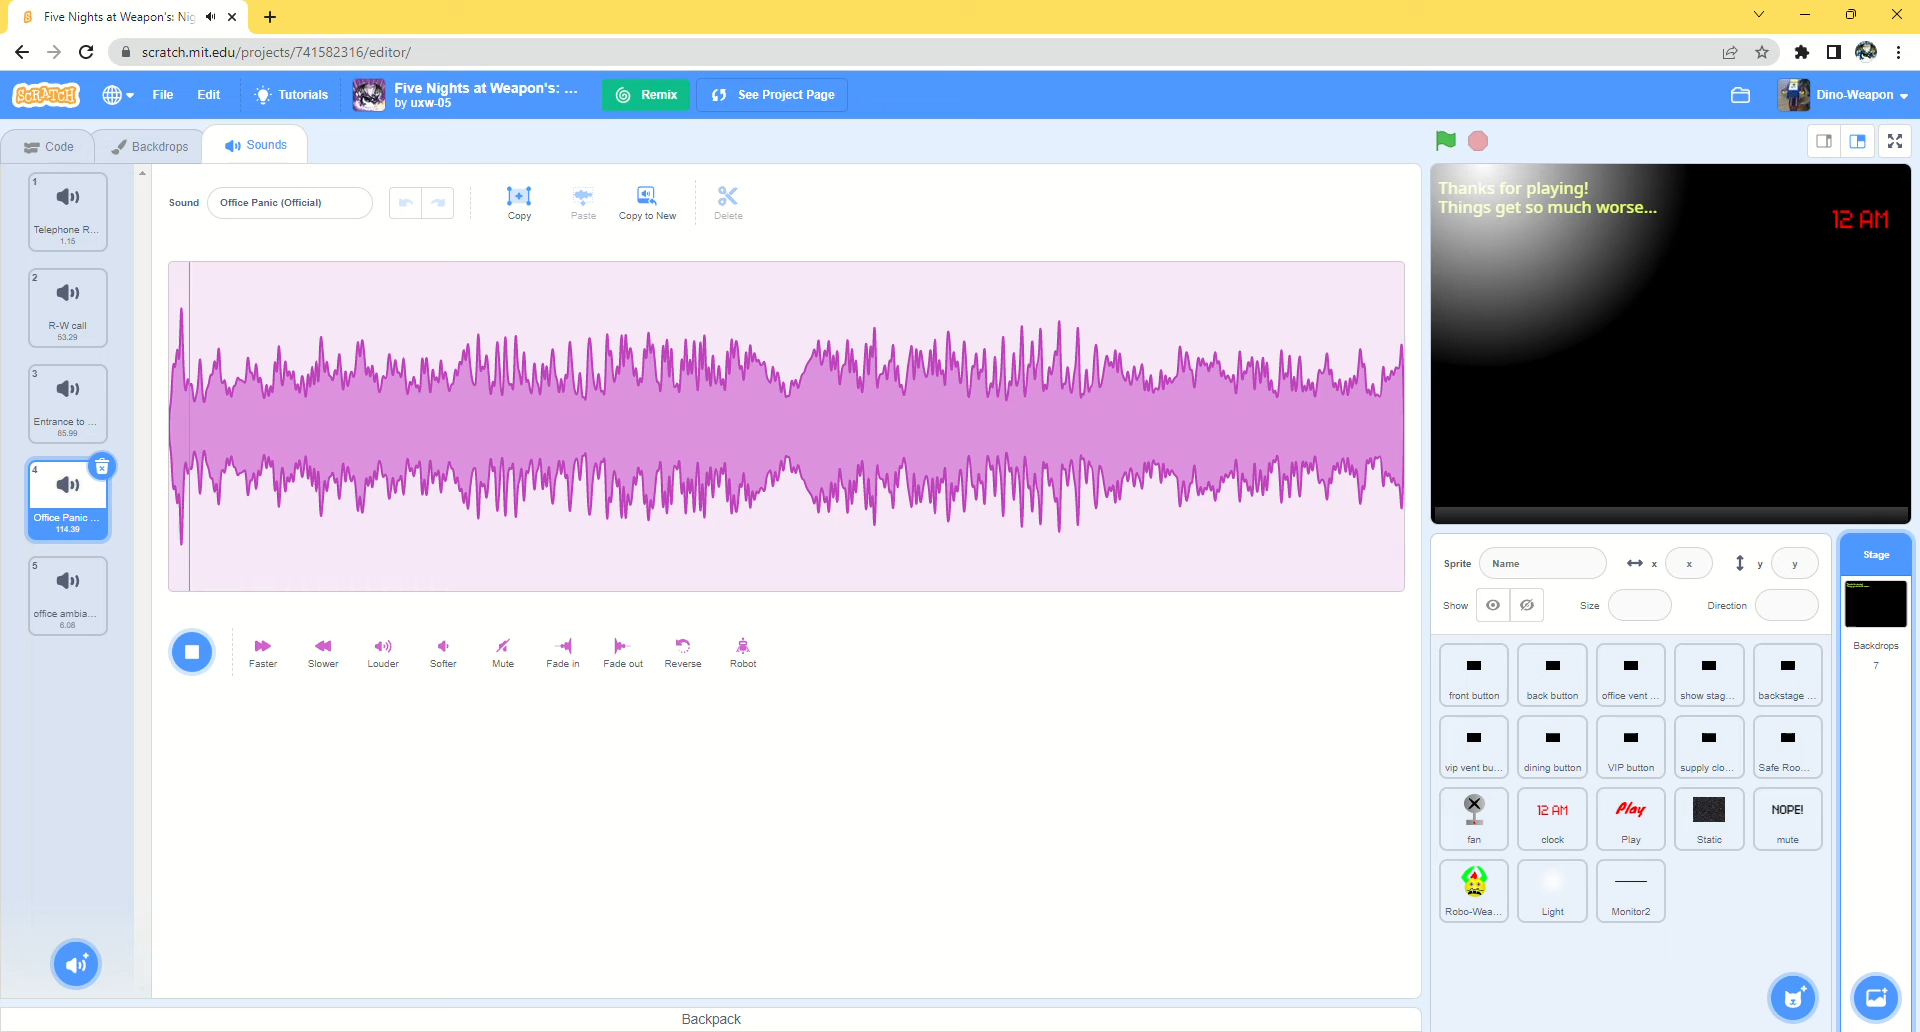 Five Nights at Weapon's: Nig
scratch.mit.edu/projects/741582316/editor/
SCRATCH
File
Edit
Tutorials
Five Nights at Weapon's: ...
by uxw-05
Remix
See Project Page
Dino-Weapon
Code
Backdrops
Sounds
1
Telephone R...
1.15
2
R-W call
53.29
3
Entrance to ...
85.99
4
Office Panic ...
114.39
5
office ambia...
6.08
Sound
Office Panic (Official)
Copy
Paste
Copy to New
Delete
Faster
Slower
Louder
Softer
Mute
Fade in
Fade out
Reverse
Robot
Backpack
Thanks for playing!
Things get so much worse...
12 AM
Sprite
Name
x
x
y
y
Show
Size
Direction
Stage
Backdrops
7
front button
back button
office vent ...
show stag...
backstage ...
vip vent bu...
dining button
VIP button
supply clo...
Safe Roo...
fan
12 AM
clock
Play
Play
Static
NOPE!
mute
Robo-Wea...
Light
Monitor2